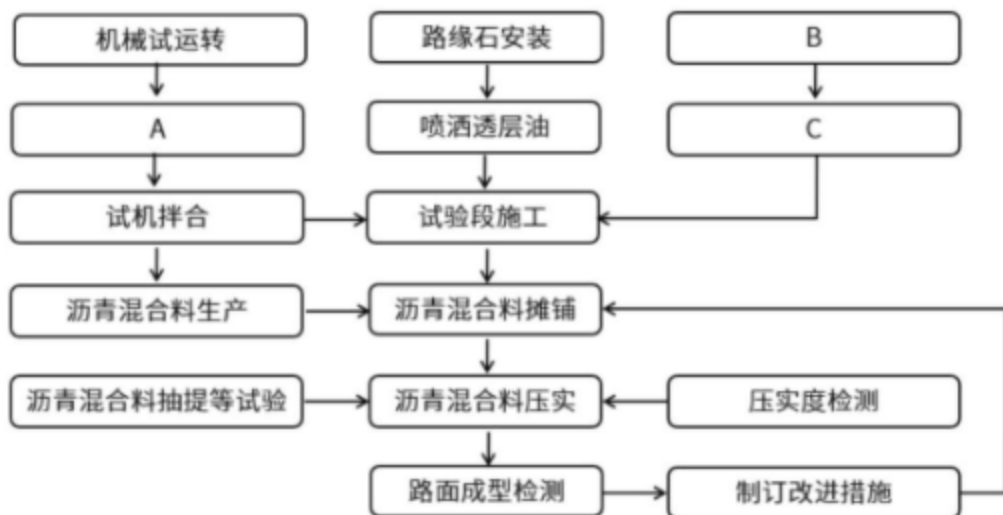 机械试运转
路缘石安装
B
A
喷洒透层油
C
试机拌合
试验段施工
沥青混合料生产
沥青混合料摊铺
沥青混合料抽提等试验
沥青混合料压实
压实度检测
路面成型检测
制订改进措施